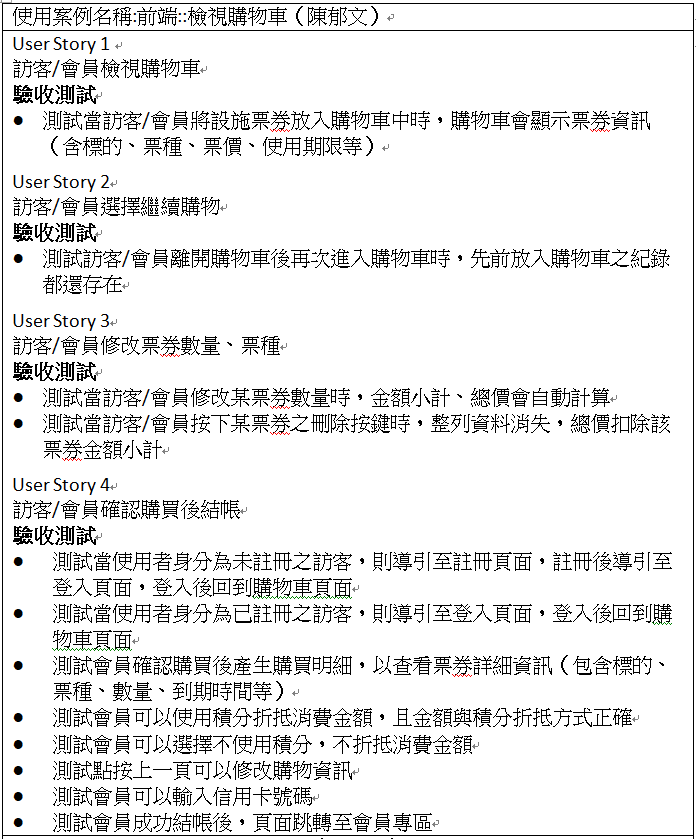 使用案例名稱:前端::檢視購物車（陳郁文）
User Story 1
訪客/會員檢視購物車
驗收測試
● 測試當訪客/會員將設施票券放入購物車中時，購物車會顯示票券資訊
（含標的、票種、票價、使用期限等）
User Story 2
訪客/會員選擇繼續購物
驗收測試
● 測試訪客/會員離開購物車後再次進入購物車時，先前放入購物車之紀錄
都還存在
User Story 3
訪客/會員修改票券數量、票種
驗收測試
● 測試當訪客/會員修改某票券數量時，金額小計、總價會自動計算
● 測試當訪客/會員按下某票券之刪除按鍵時，整列資料消失，總價扣除該
票券金額小計
User Story 4
訪客/會員確認購買後結帳
驗收測試
● 測試當使用者身分為未註冊之訪客，則導引至註冊頁面，註冊後導引至
登入頁面，登入後回到購物車頁面
● 測試當使用者身分為已註冊之訪客，則導引至登入頁面，登入後回到購
物車頁面
● 測試會員確認購買後產生購買明細，以查看票券詳細資訊（包含標的、
票種、數量、到期時間等）
● 測試會員可以使用積分折抵消費金額，且金額與積分折抵方式正確
● 測試會員可以選擇不使用積分，不折抵消費金額
● 測試點按上一頁可以修改購物資訊
● 測試會員可以輸入信用卡號碼
● 測試會員成功結帳後，頁面跳轉至會員專區